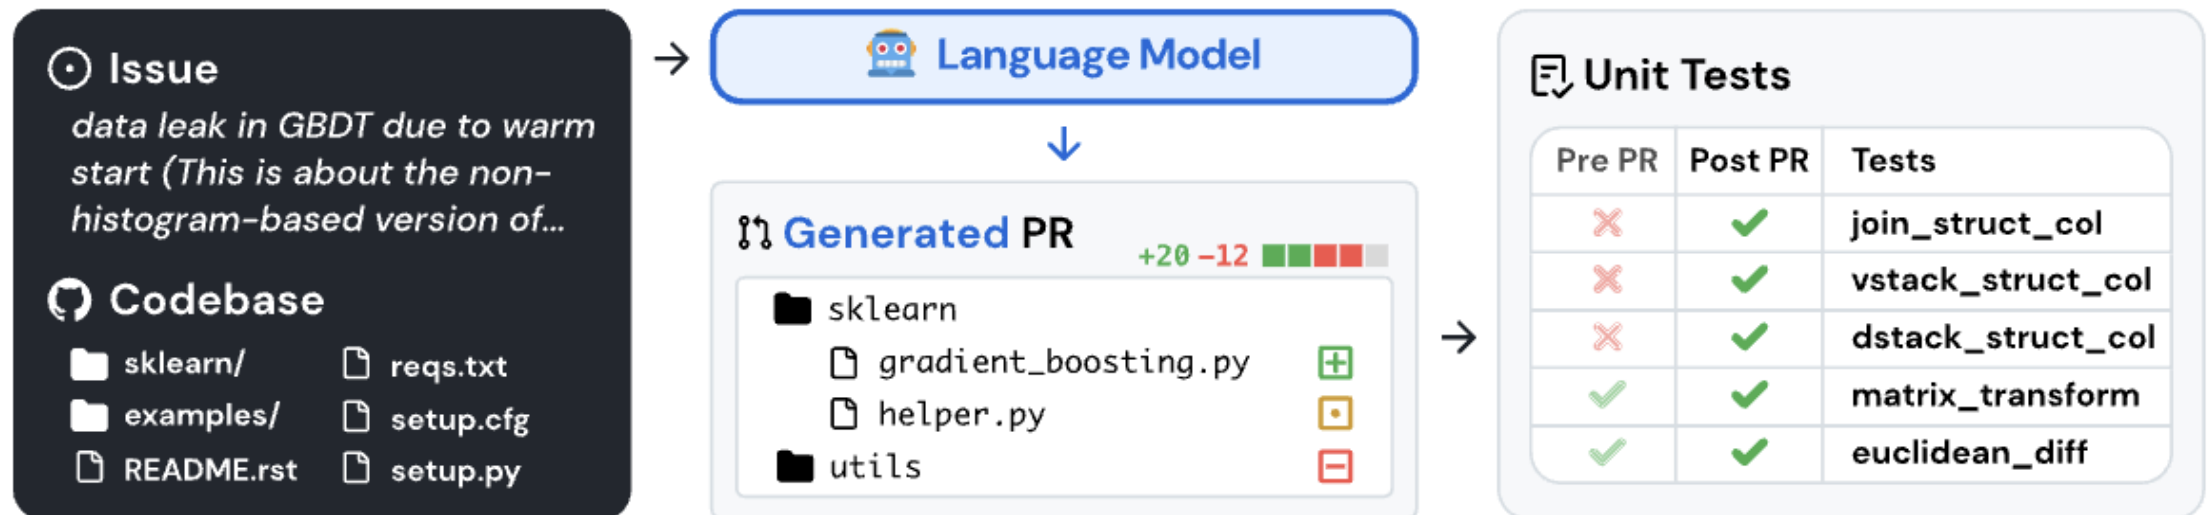 Issue
data leak in GBDT due to warm
start (This is about the non-
histogram-based version of...
Codebase
sklearn/
examples/
README.rst
reqs.txt
setup.cfg
setup.py
Language Model
Generated PR
+20 -12
sklearn
gradient_boosting.py
helper.py
utils
Unit Tests
Pre PR Post PR Tests
join_struct_col
vstack_struct_col
dstack_struct_col
matrix_transform
euclidean_diff